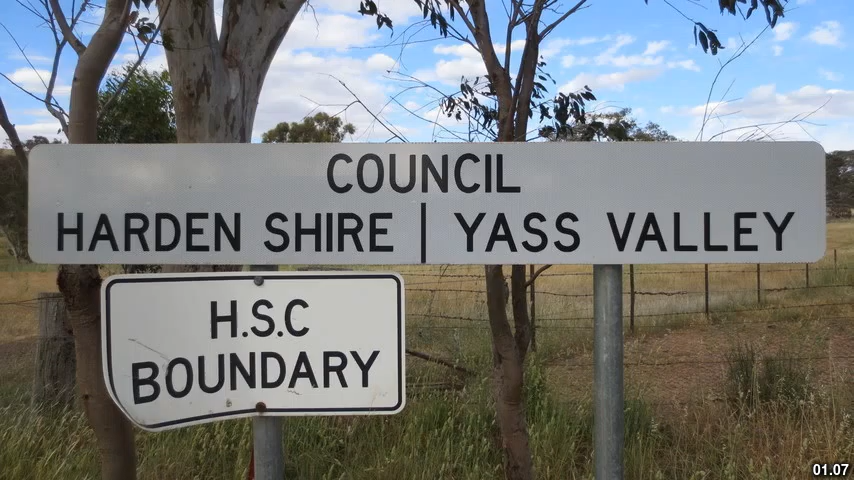 COUNCIL
HARDEN SHIRE | YASS VALLEY
H.S.C
BOUNDARY
01.07